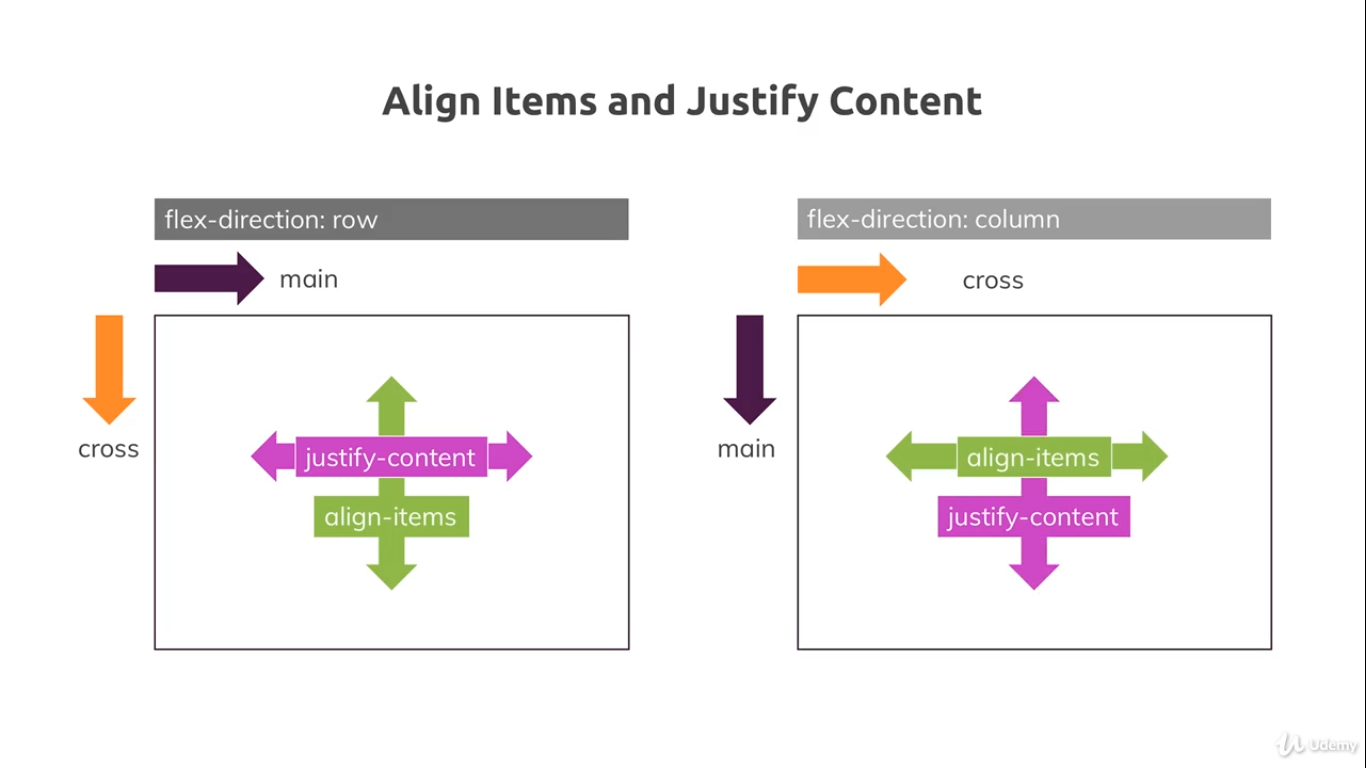 Align Items and Justify Content
flex-direction: row
main
cross
justify-content
align-items
flex-direction: column
cross
main
align-items
justify-content
Udemy